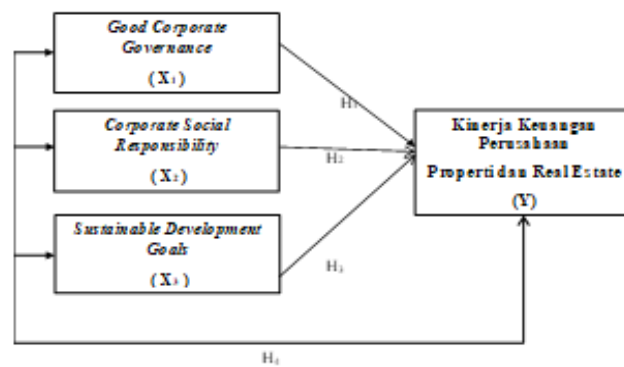 Good Corporate
Governance
(X₁)
H₁
Corporate Social
Responsibility
(X₂)
H₂
Kinerja Keuangan
Perusahaan
Properti dan Real Estate
(Y)
Sustainable Development
Goals
(X₃)
H₃
H₄